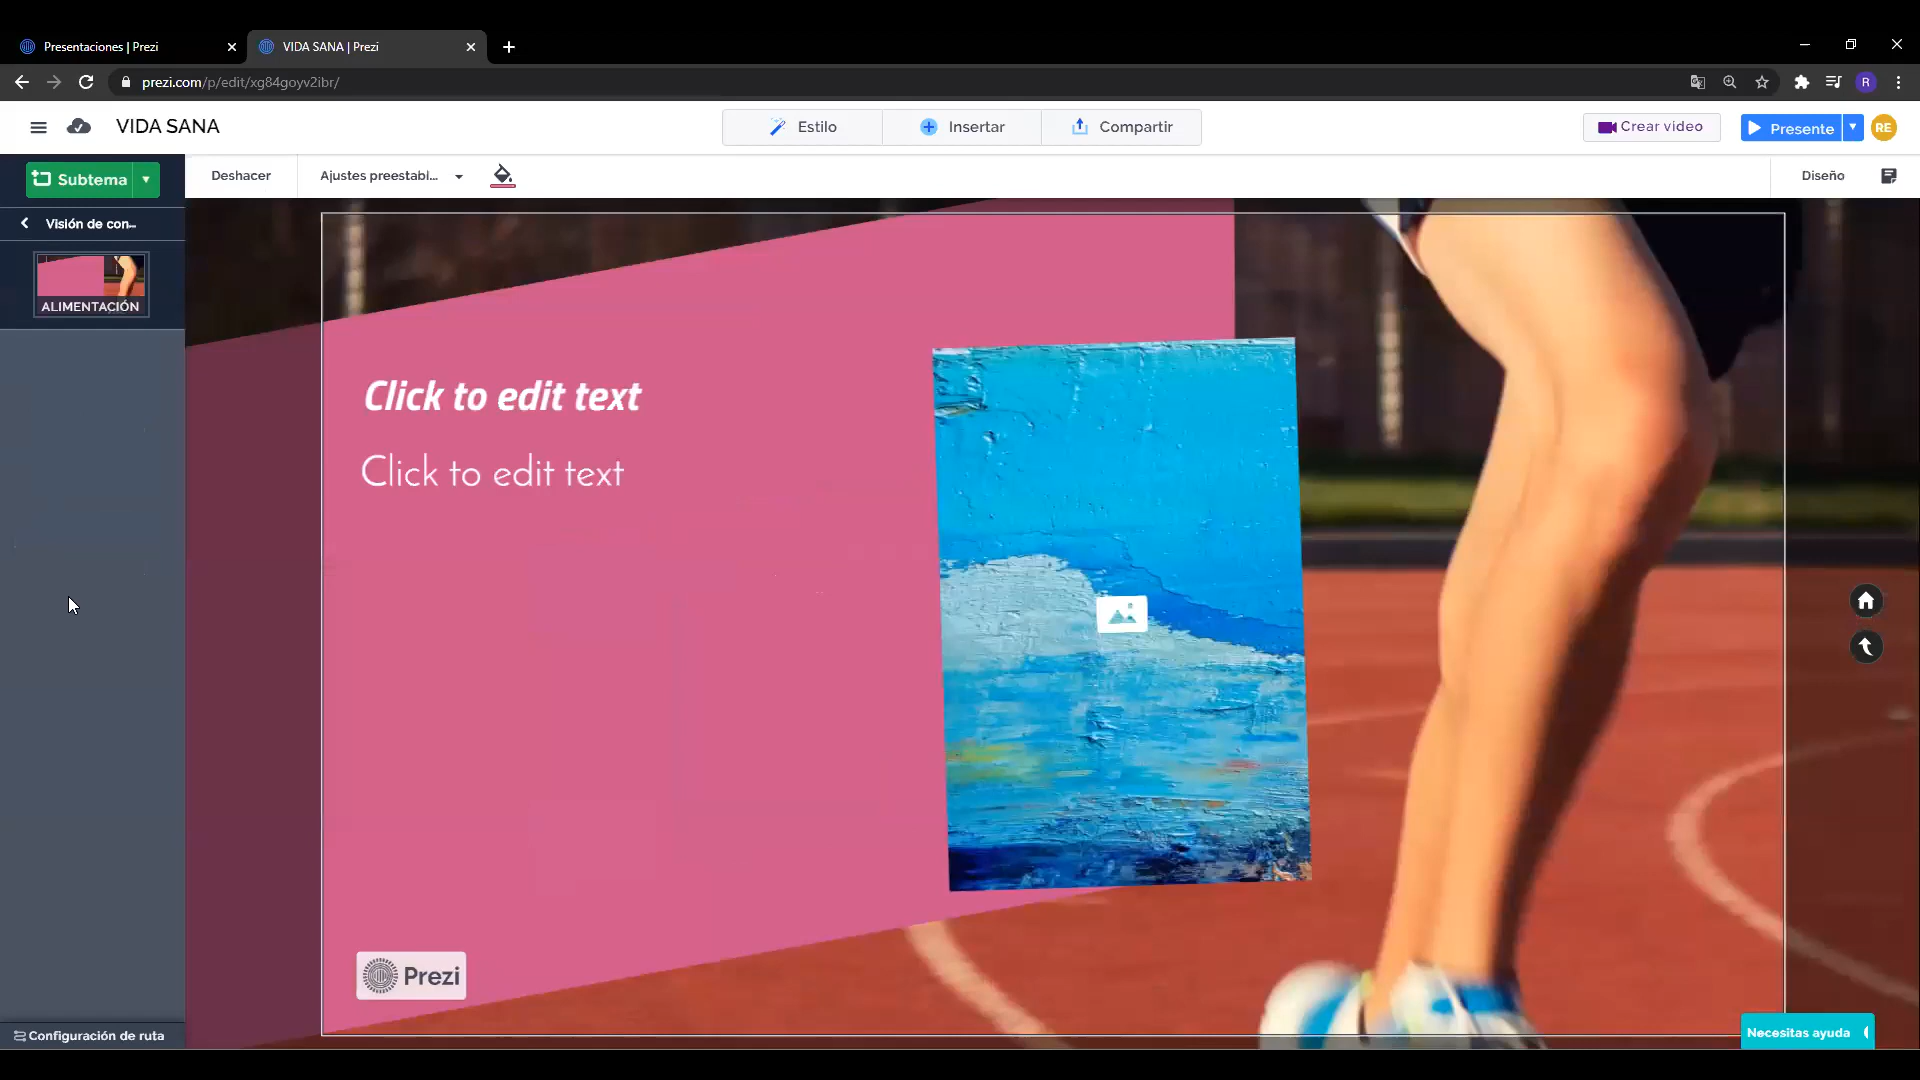 Presentaciones | Prezi
VIDA SANA | Prezi
prezi.com/p/edit/xg84goyv2ibr/
R
VIDA SANA
Estilo
Insertar
Compartir
Crear video
Presente
RE
Subtema
Deshacer
Ajustes preestabl...
Diseño
Visión de con...
ALIMENTACIÓN
Click to edit text
Click to edit text
Prezi
Configuración de ruta
Necesitas ayuda